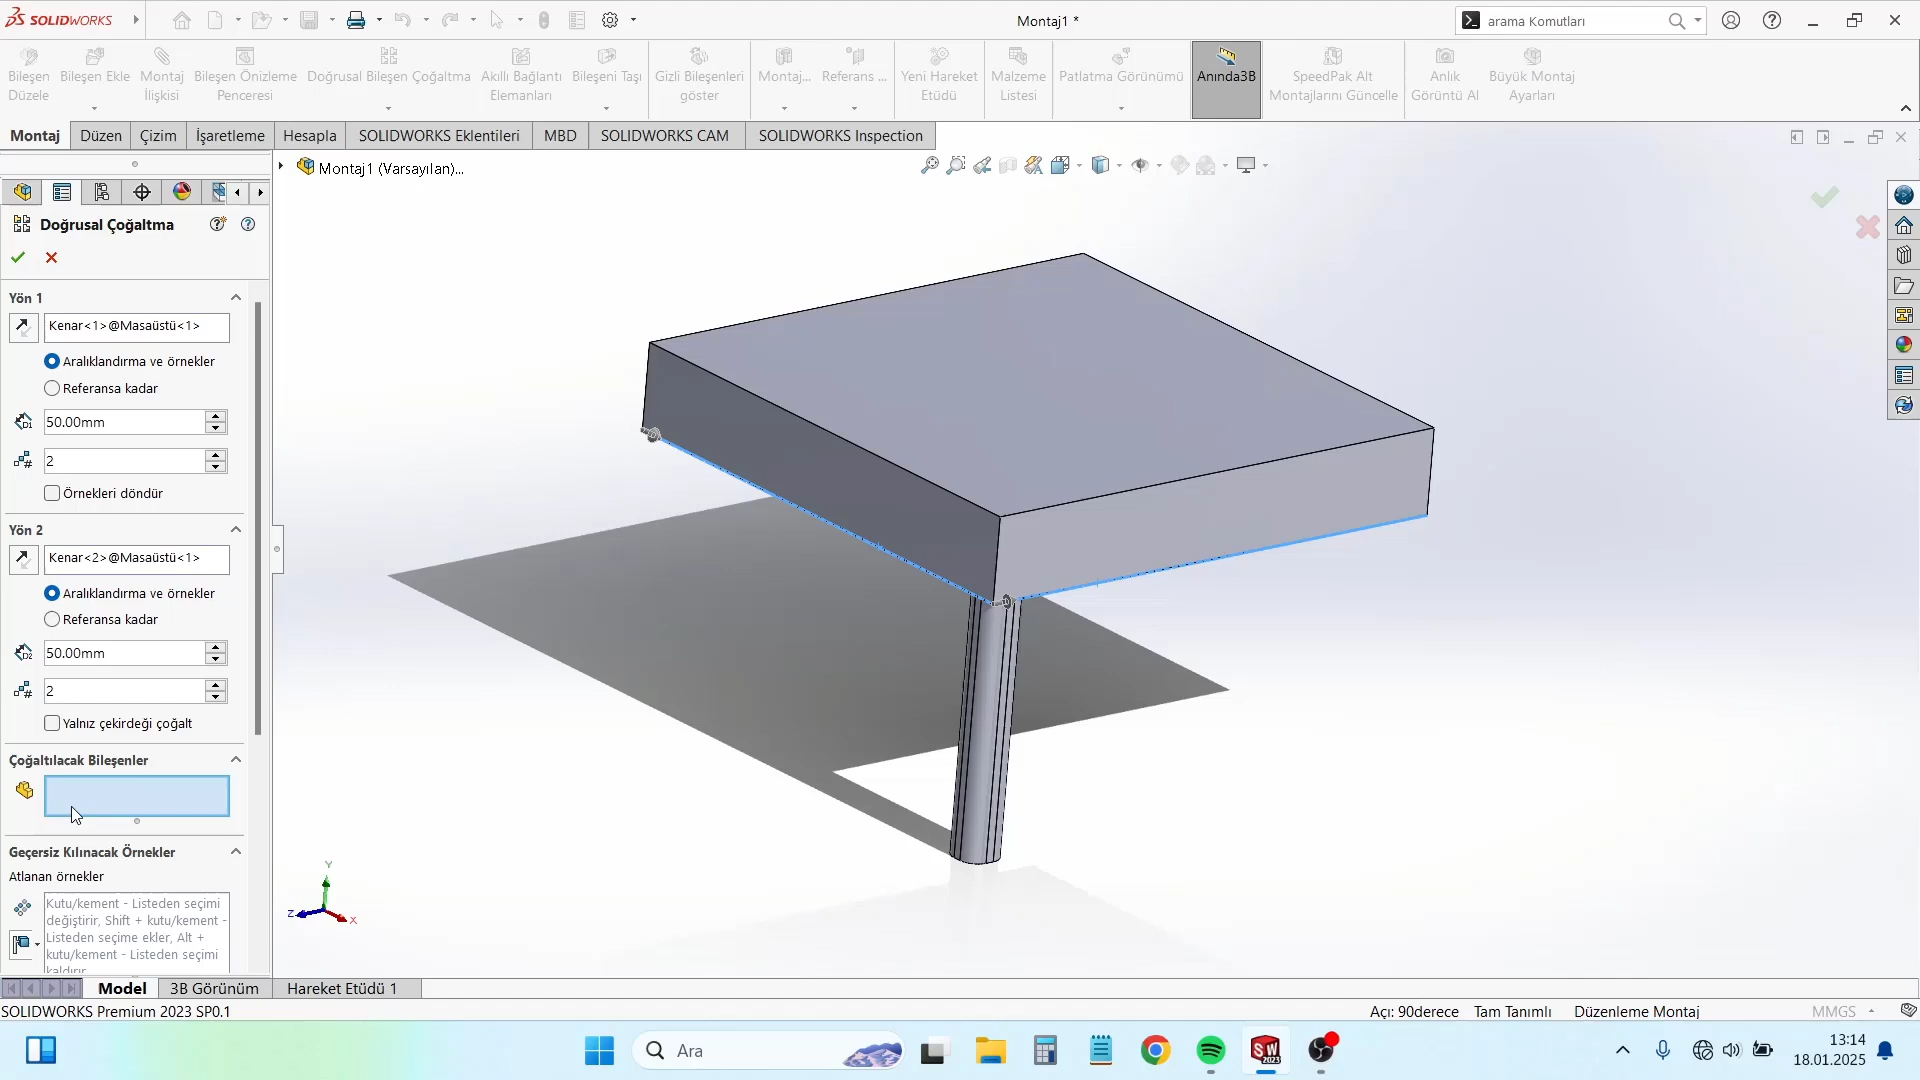 SOLIDWORKS
Montaj1 *
arama Komutları
Bileşen Düzele
Bileşen Ekle
Montaj İlişkisi
Bileşen Önizleme Penceresi
Doğrusal Bileşen Çoğaltma
Akıllı Bağlantı Elemanları
Bileşeni Taşı
Gizli Bileşenleri göster
Montaj...
Referans ...
Yeni Hareket Etüdü
Malzeme Listesi
Patlatma Görünümü
Anında3B
SpeedPak Alt Montajlarını Güncelle
Anlık Görüntü Al
Büyük Montaj Ayarları
Montaj
Düzen
Çizim
İşaretleme
Hesapla
SOLIDWORKS Eklentileri
MBD
SOLIDWORKS CAM
SOLIDWORKS Inspection
Montaj1 (Varsayılan)...
Doğrusal Çoğaltma
Yön 1
Kenar<1>@Masaüstü<1>
Aralıklandırma ve örnekler
Referansa kadar
D1
50.00mm
#
2
Örnekleri döndür
Yön 2
Kenar<2>@Masaüstü<1>
Aralıklandırma ve örnekler
Referansa kadar
D2
50.00mm
#
2
Yalnız çekirdeği çoğalt
Çoğaltılacak Bileşenler
Geçersiz Kılınacak Örnekler
Atlanan örnekler
Kutu/kement - Listeden seçimi
değiştirir, Shift + kutu/kement -
Listeden seçime ekler, Alt +
kutu/kement - Listeden seçimi
kaldırır
Y
Z
X
Model
3B Görünüm
Hareket Etüdü 1
SOLIDWORKS Premium 2023 SP0.1
Açı: 90derece
Tam Tanımlı
Düzenleme Montaj
MMGS
Ara
SW
2023
13:14
18.01.2025